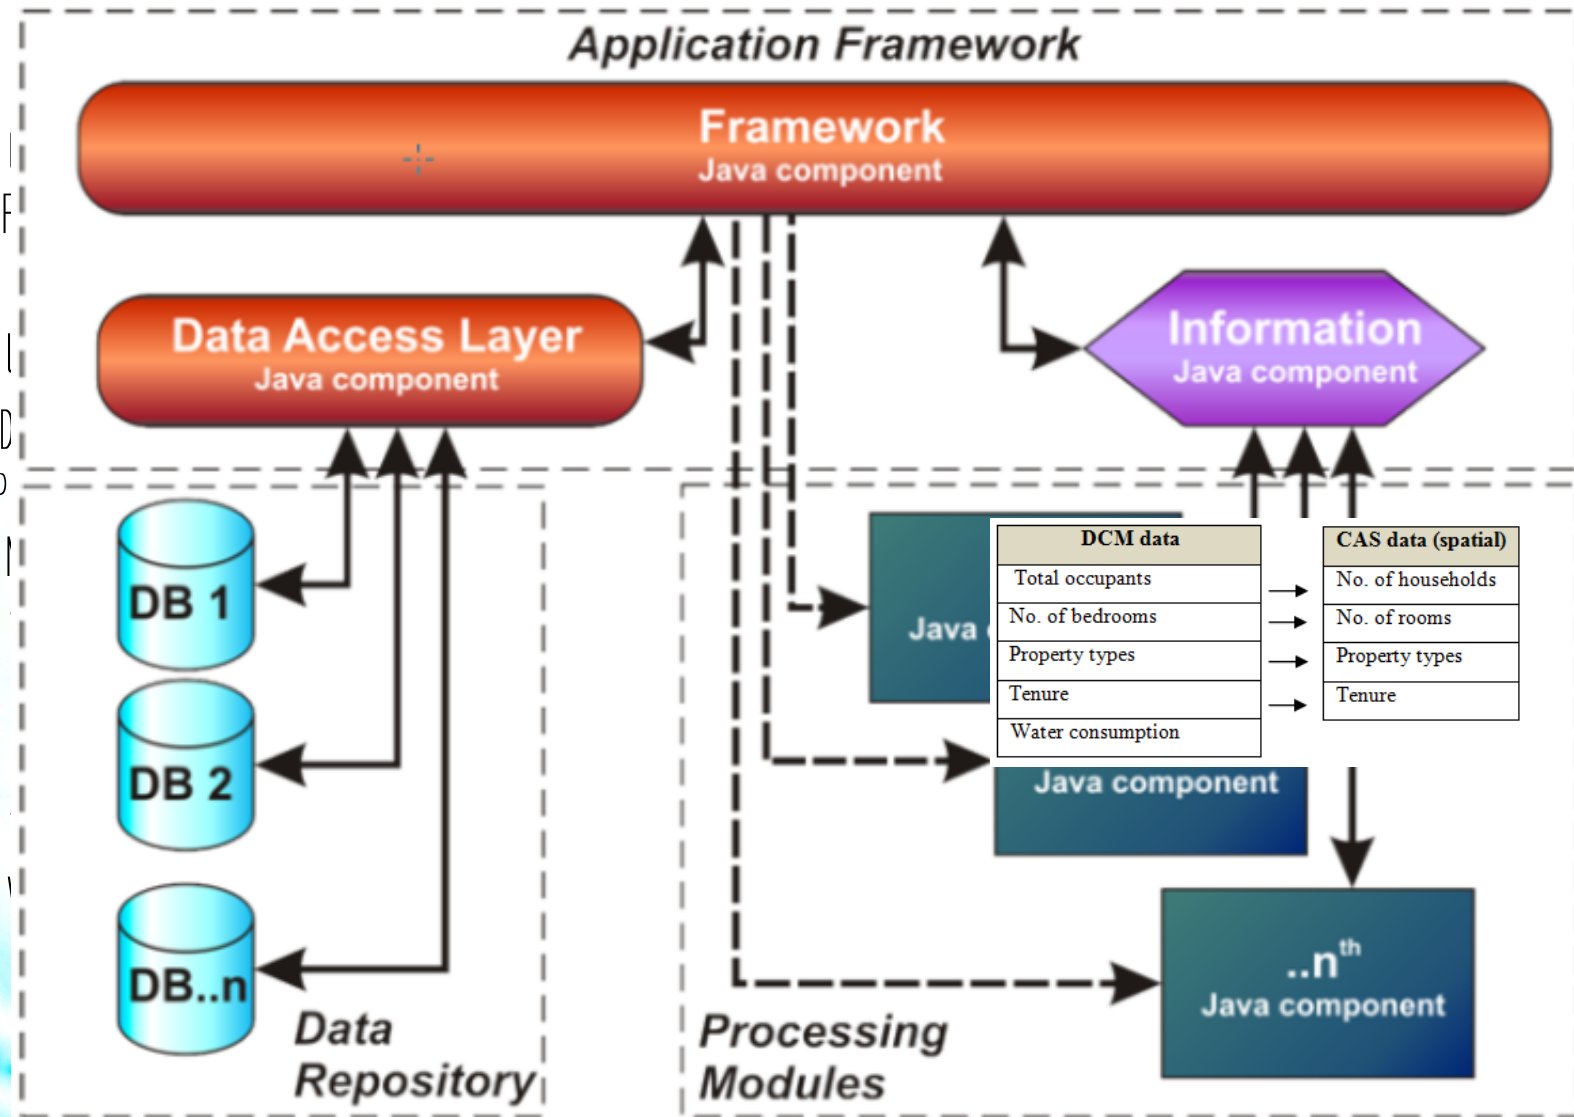 Application Framework
Framework
Java component
Data Access Layer
Java component
Information
Java component
DB 1
DB 2
DB..n
Data
Repository
Java
DCM data
Total occupants
No. of bedrooms
Property types
Tenure
Water consumption
CAS data (spatial)
No. of households
No. of rooms
Property types
Tenure
Java component
..nth
Java component
Processing
Modules